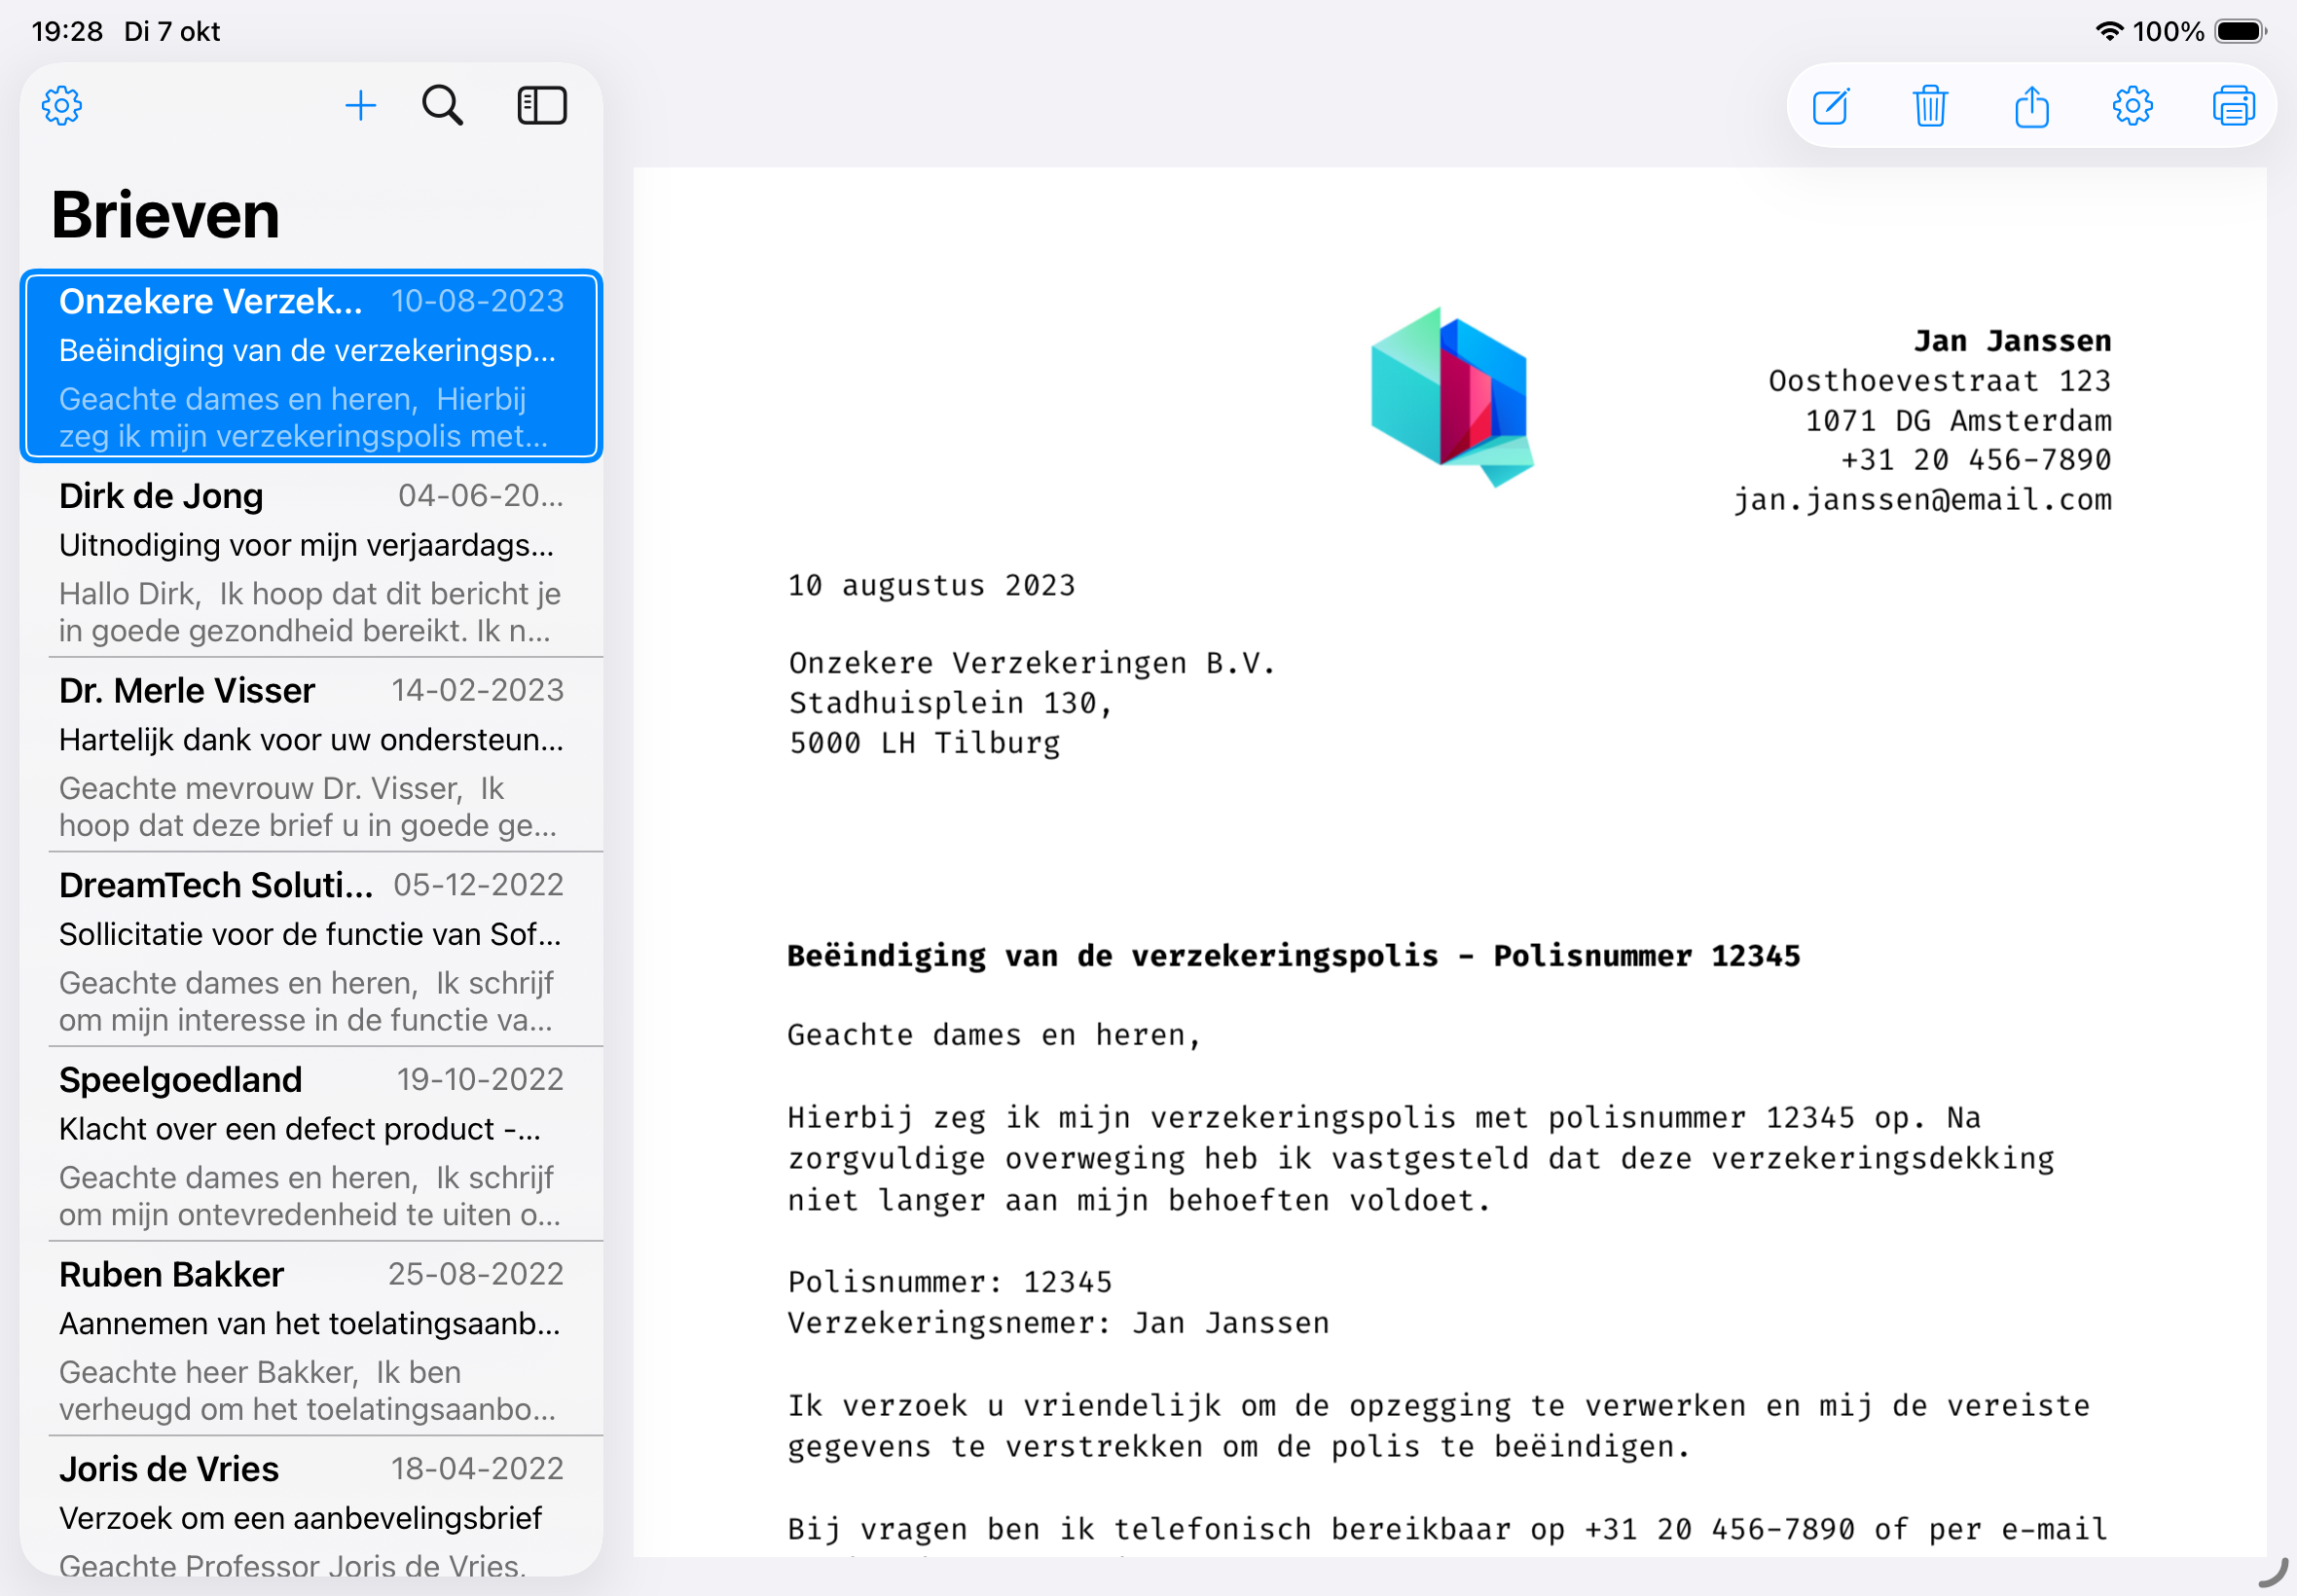 19:28 Di 7 okt
100%
Brieven
Onzekere Verzek... 10-08-2023
Beëindiging van de verzekeringsp...
Geachte dames en heren, Hierbij
zeg ik mijn verzekeringspolis met...
Dirk de Jong 04-06-20...
Uitnodiging voor mijn verjaardags...
Hallo Dirk, Ik hoop dat dit bericht je
in goede gezondheid bereikt. Ik n...
Dr. Merle Visser 14-02-2023
Hartelijk dank voor uw ondersteun...
Geachte mevrouw Dr. Visser, Ik
hoop dat deze brief u in goede ge...
DreamTech Soluti... 05-12-2022
Sollicitatie voor de functie van Sof...
Geachte dames en heren, Ik schrijf
om mijn interesse in de functie va...
Speelgoedland 19-10-2022
Klacht over een defect product -...
Geachte dames en heren, Ik schrijf
om mijn ontevredenheid te uiten o...
Ruben Bakker 25-08-2022
Aannemen van het toelatingsaanb...
Geachte heer Bakker, Ik ben
verheugd om het toelatingsaanbo...
Joris de Vries 18-04-2022
Verzoek om een aanbevelingsbrief
Geachte Professor Joris de Vries,
Jan Janssen
Oosthoevestraat 123
1071 DG Amsterdam
+31 20 456-7890
jan.janssen@email.com
10 augustus 2023
Onzekere Verzekeringen B.V.
Stadhuisplein 130,
5000 LH Tilburg
Beëindiging van de verzekeringspolis - Polisnummer 12345
Geachte dames en heren,
Hierbij zeg ik mijn verzekeringspolis met polisnummer 12345 op. Na
zorgvuldige overweging heb ik vastgesteld dat deze verzekeringsdekking
niet langer aan mijn behoeften voldoet.
Polisnummer: 12345
Verzekeringsnemer: Jan Janssen
Ik verzoek u vriendelijk om de opzegging te verwerken en mij de vereiste
gegevens te verstrekken om de polis te beëindigen.
Bij vragen ben ik telefonisch bereikbaar op +31 20 456-7890 of per e-mail